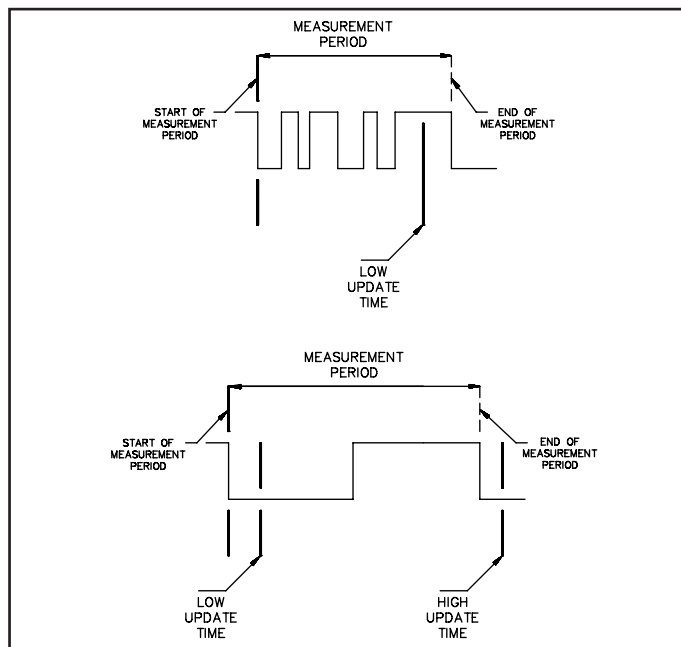 MEASUREMENT
PERIOD
START OF
MEASUREMENT
PERIOD
END OF
MEASUREMENT
PERIOD
LOW
UPDATE
TIME
MEASUREMENT
PERIOD
START OF
MEASUREMENT
PERIOD
END OF
MEASUREMENT
PERIOD
LOW
UPDATE
TIME
HIGH
UPDATE
TIME